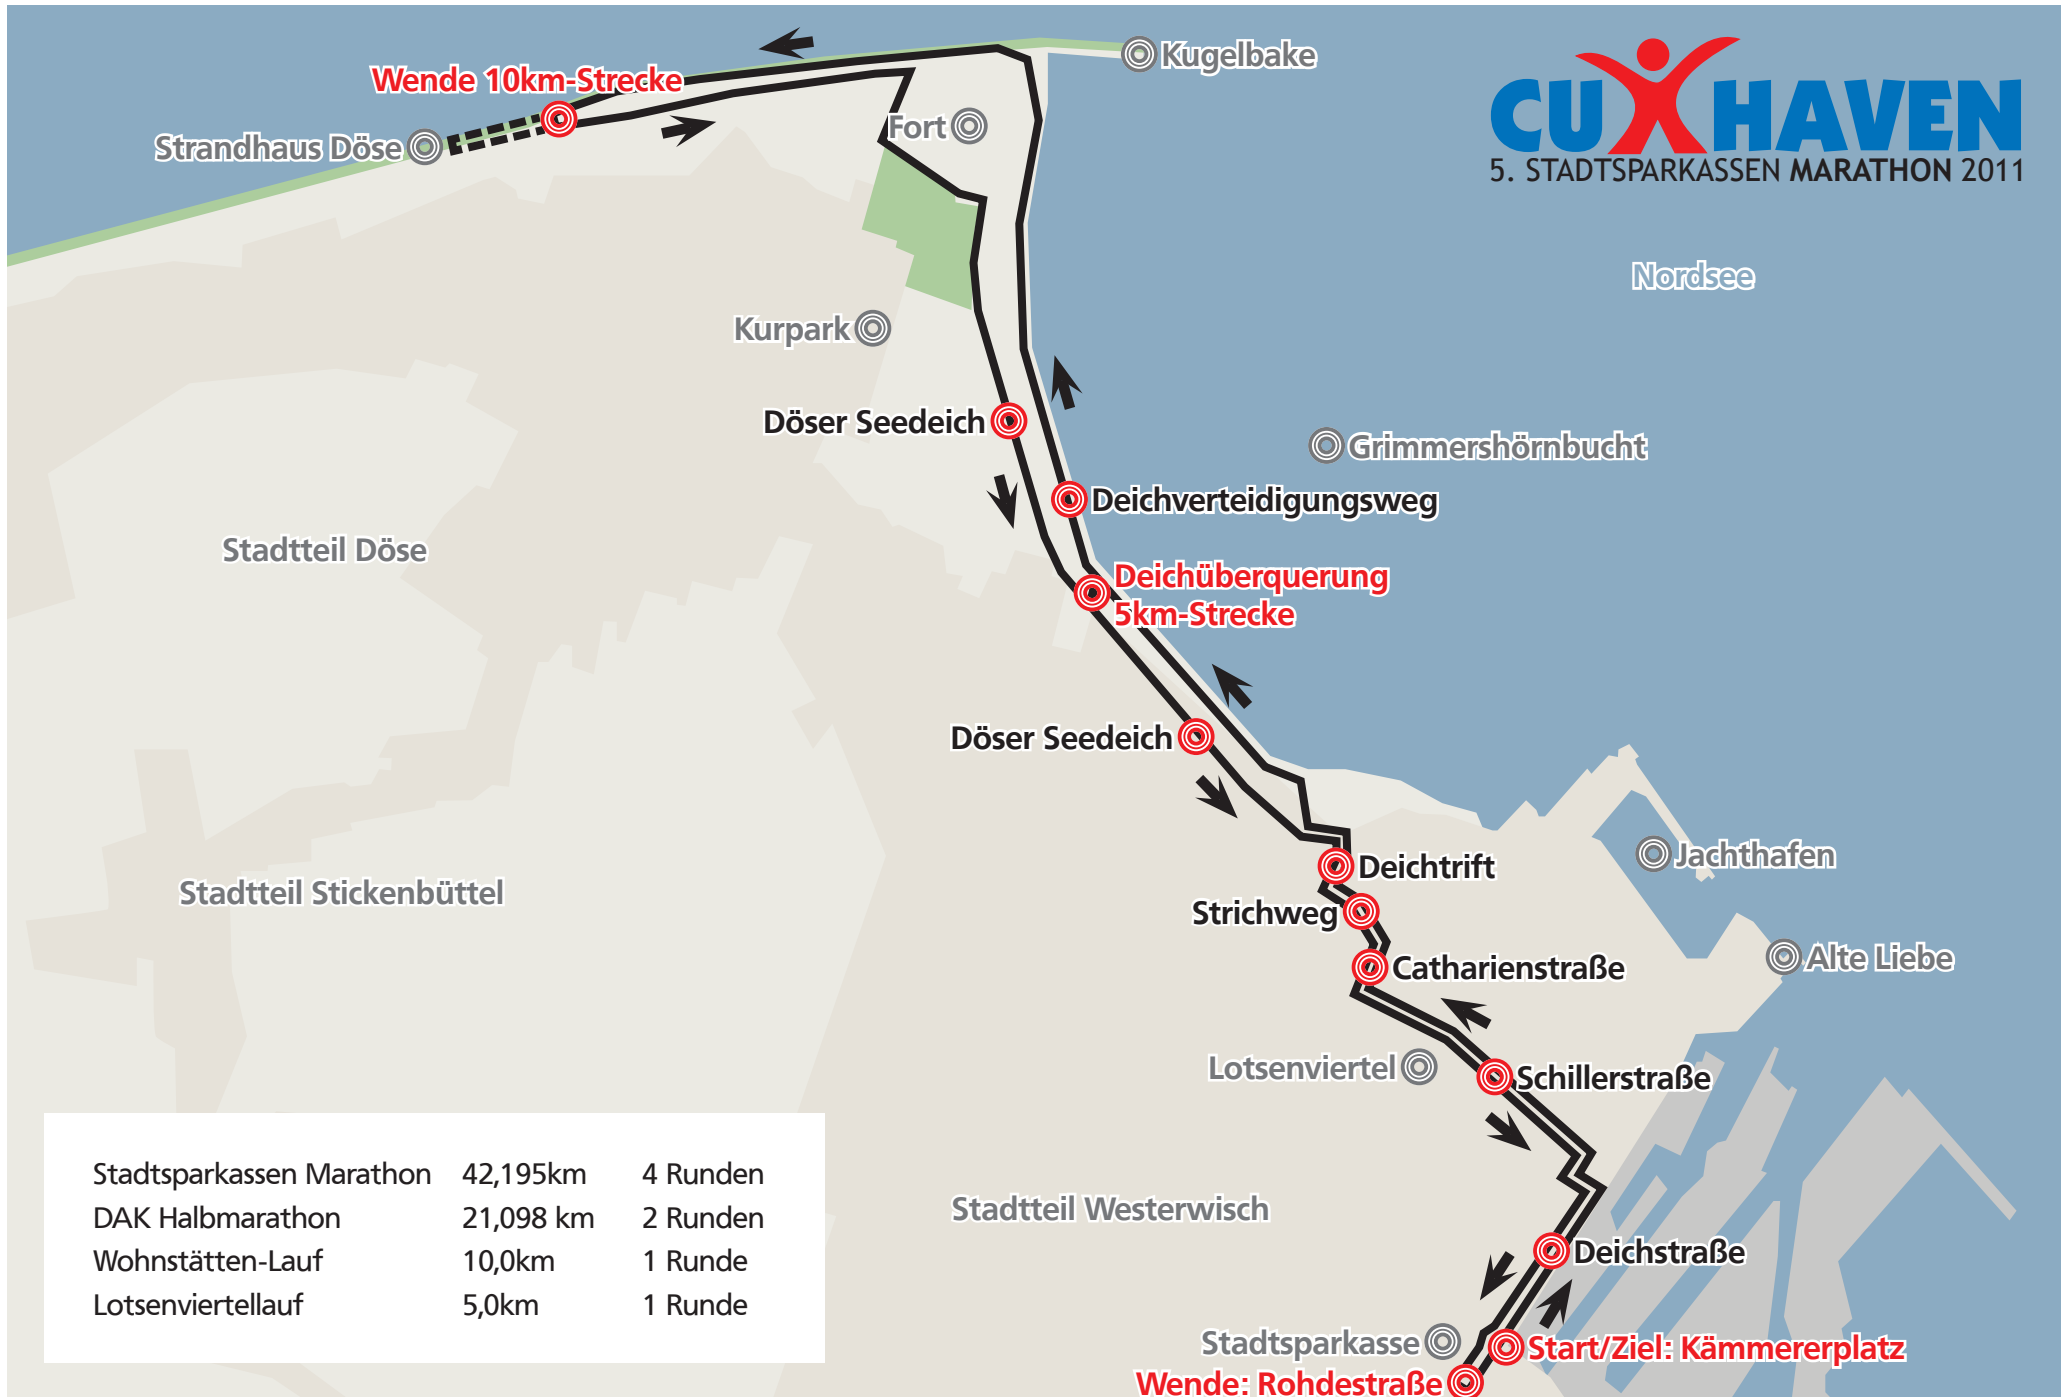 Kugelbake
CUXHAVEN
5. STADTSPARKASSEN MARATHON 2011
Wende 10km-Strecke
Fort
Strandhaus Döse
Nordsee
Kurpark
Döser Seedeich
Grimmershörnbucht
Deichverteidigungsweg
Stadtteil Döse
Deichüberquerung
5km-Strecke
Döser Seedeich
Jachthafen
Deichtrift
Stadtteil Stickenbüttel
Strichweg
Alte Liebe
Catharienstraße
Lotsenviertel
Schillerstraße
Stadtsparkassen Marathon 42,195km 4 Runden
DAK Halbmarathon 21,098 km 2 Runden
Wohnstätten-Lauf 10,0km 1 Runde
Lotsenviertellauf 5,0km 1 Runde
Stadtteil Westerwisch
Deichstraße
Stadtsparkasse
Start/Ziel: Kämmererplatz
Wende: Rohdestraße